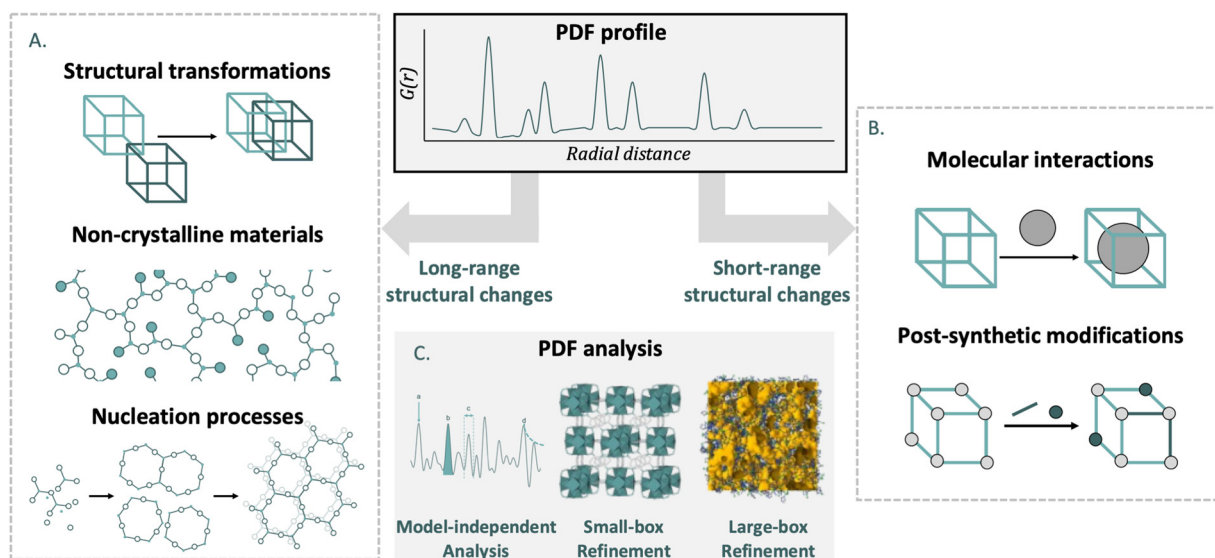 A.
Structural transformations
Non-crystalline materials
Nucleation processes
PDF profile
G(r)
Radial distance
Long-range
structural changes
Short-range
structural changes
C.
PDF analysis
a
b
c
d
Model-independent
Analysis
Small-box
Refinement
Large-box
Refinement
B.
Molecular interactions
Post-synthetic modifications